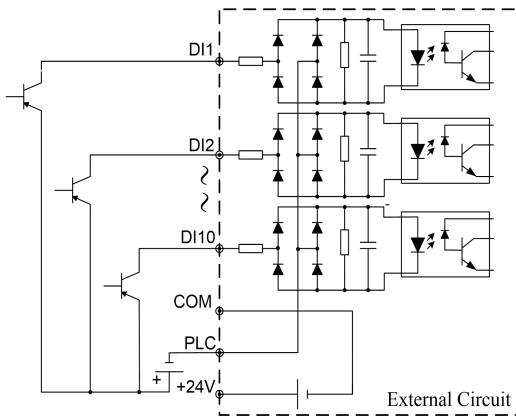 DI1
DI2
DI10
COM
PLC
+
+24V
External Circuit